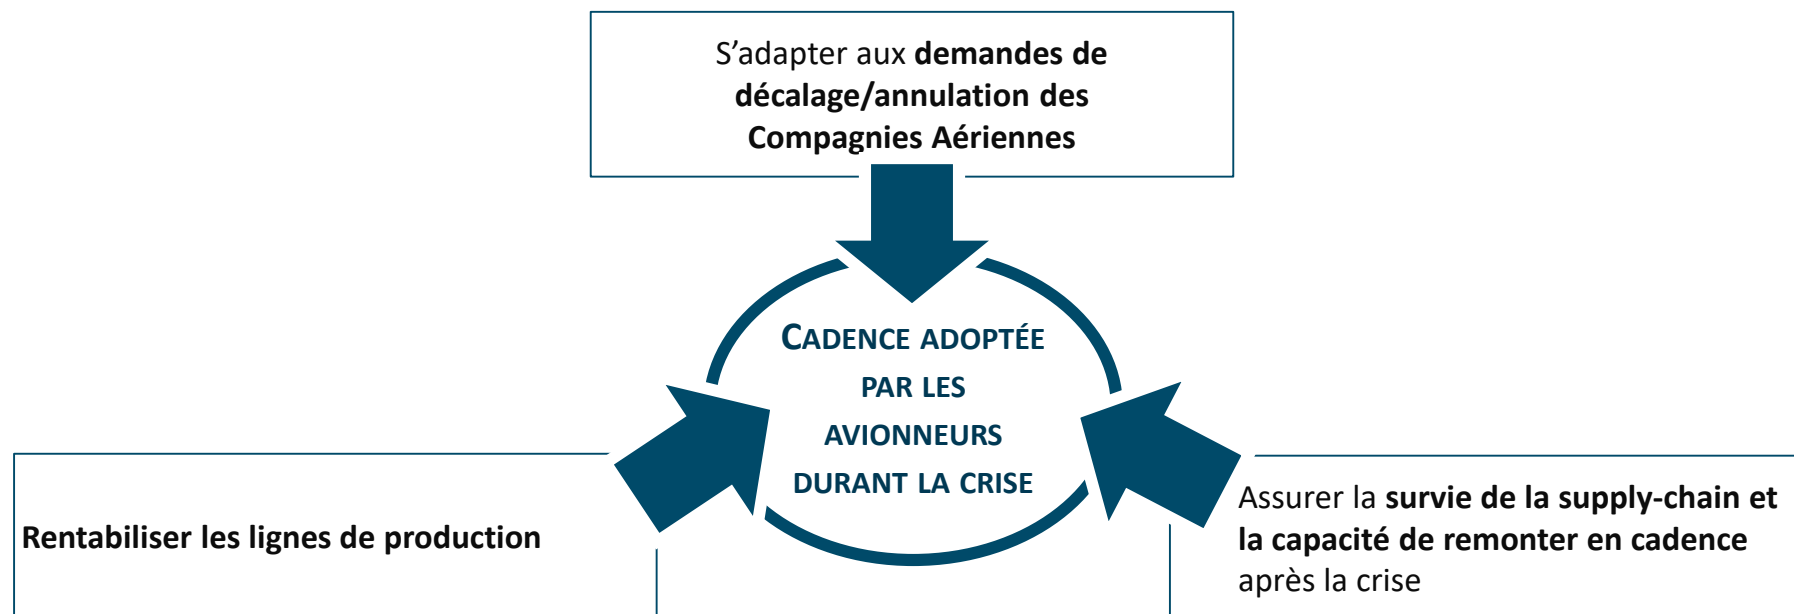 S’adapter aux demandes de
décalage/annulation des
Compagnies Aériennes
CADENCE ADOPTÉE
PAR LES
AVIONNEURS
DURANT LA CRISE
Rentabiliser les lignes de production
Assurer la survie de la supply-chain et
la capacité de remonter en cadence
après la crise